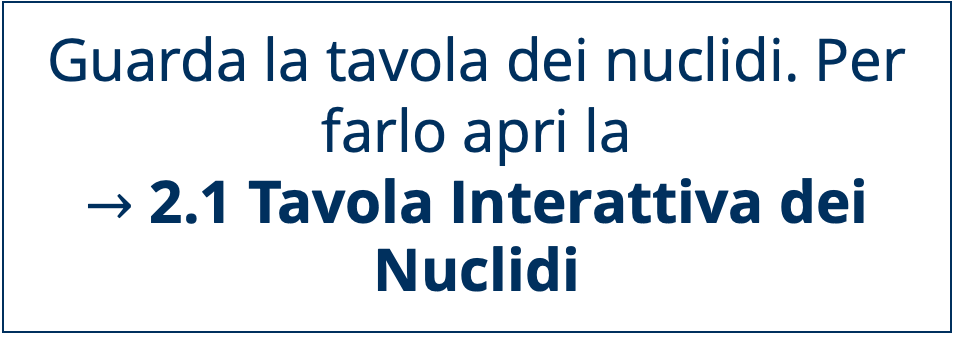 Guarda la tavola dei nuclidi. Per
farlo apri la
→ 2.1 Tavola Interattiva dei
Nuclidi